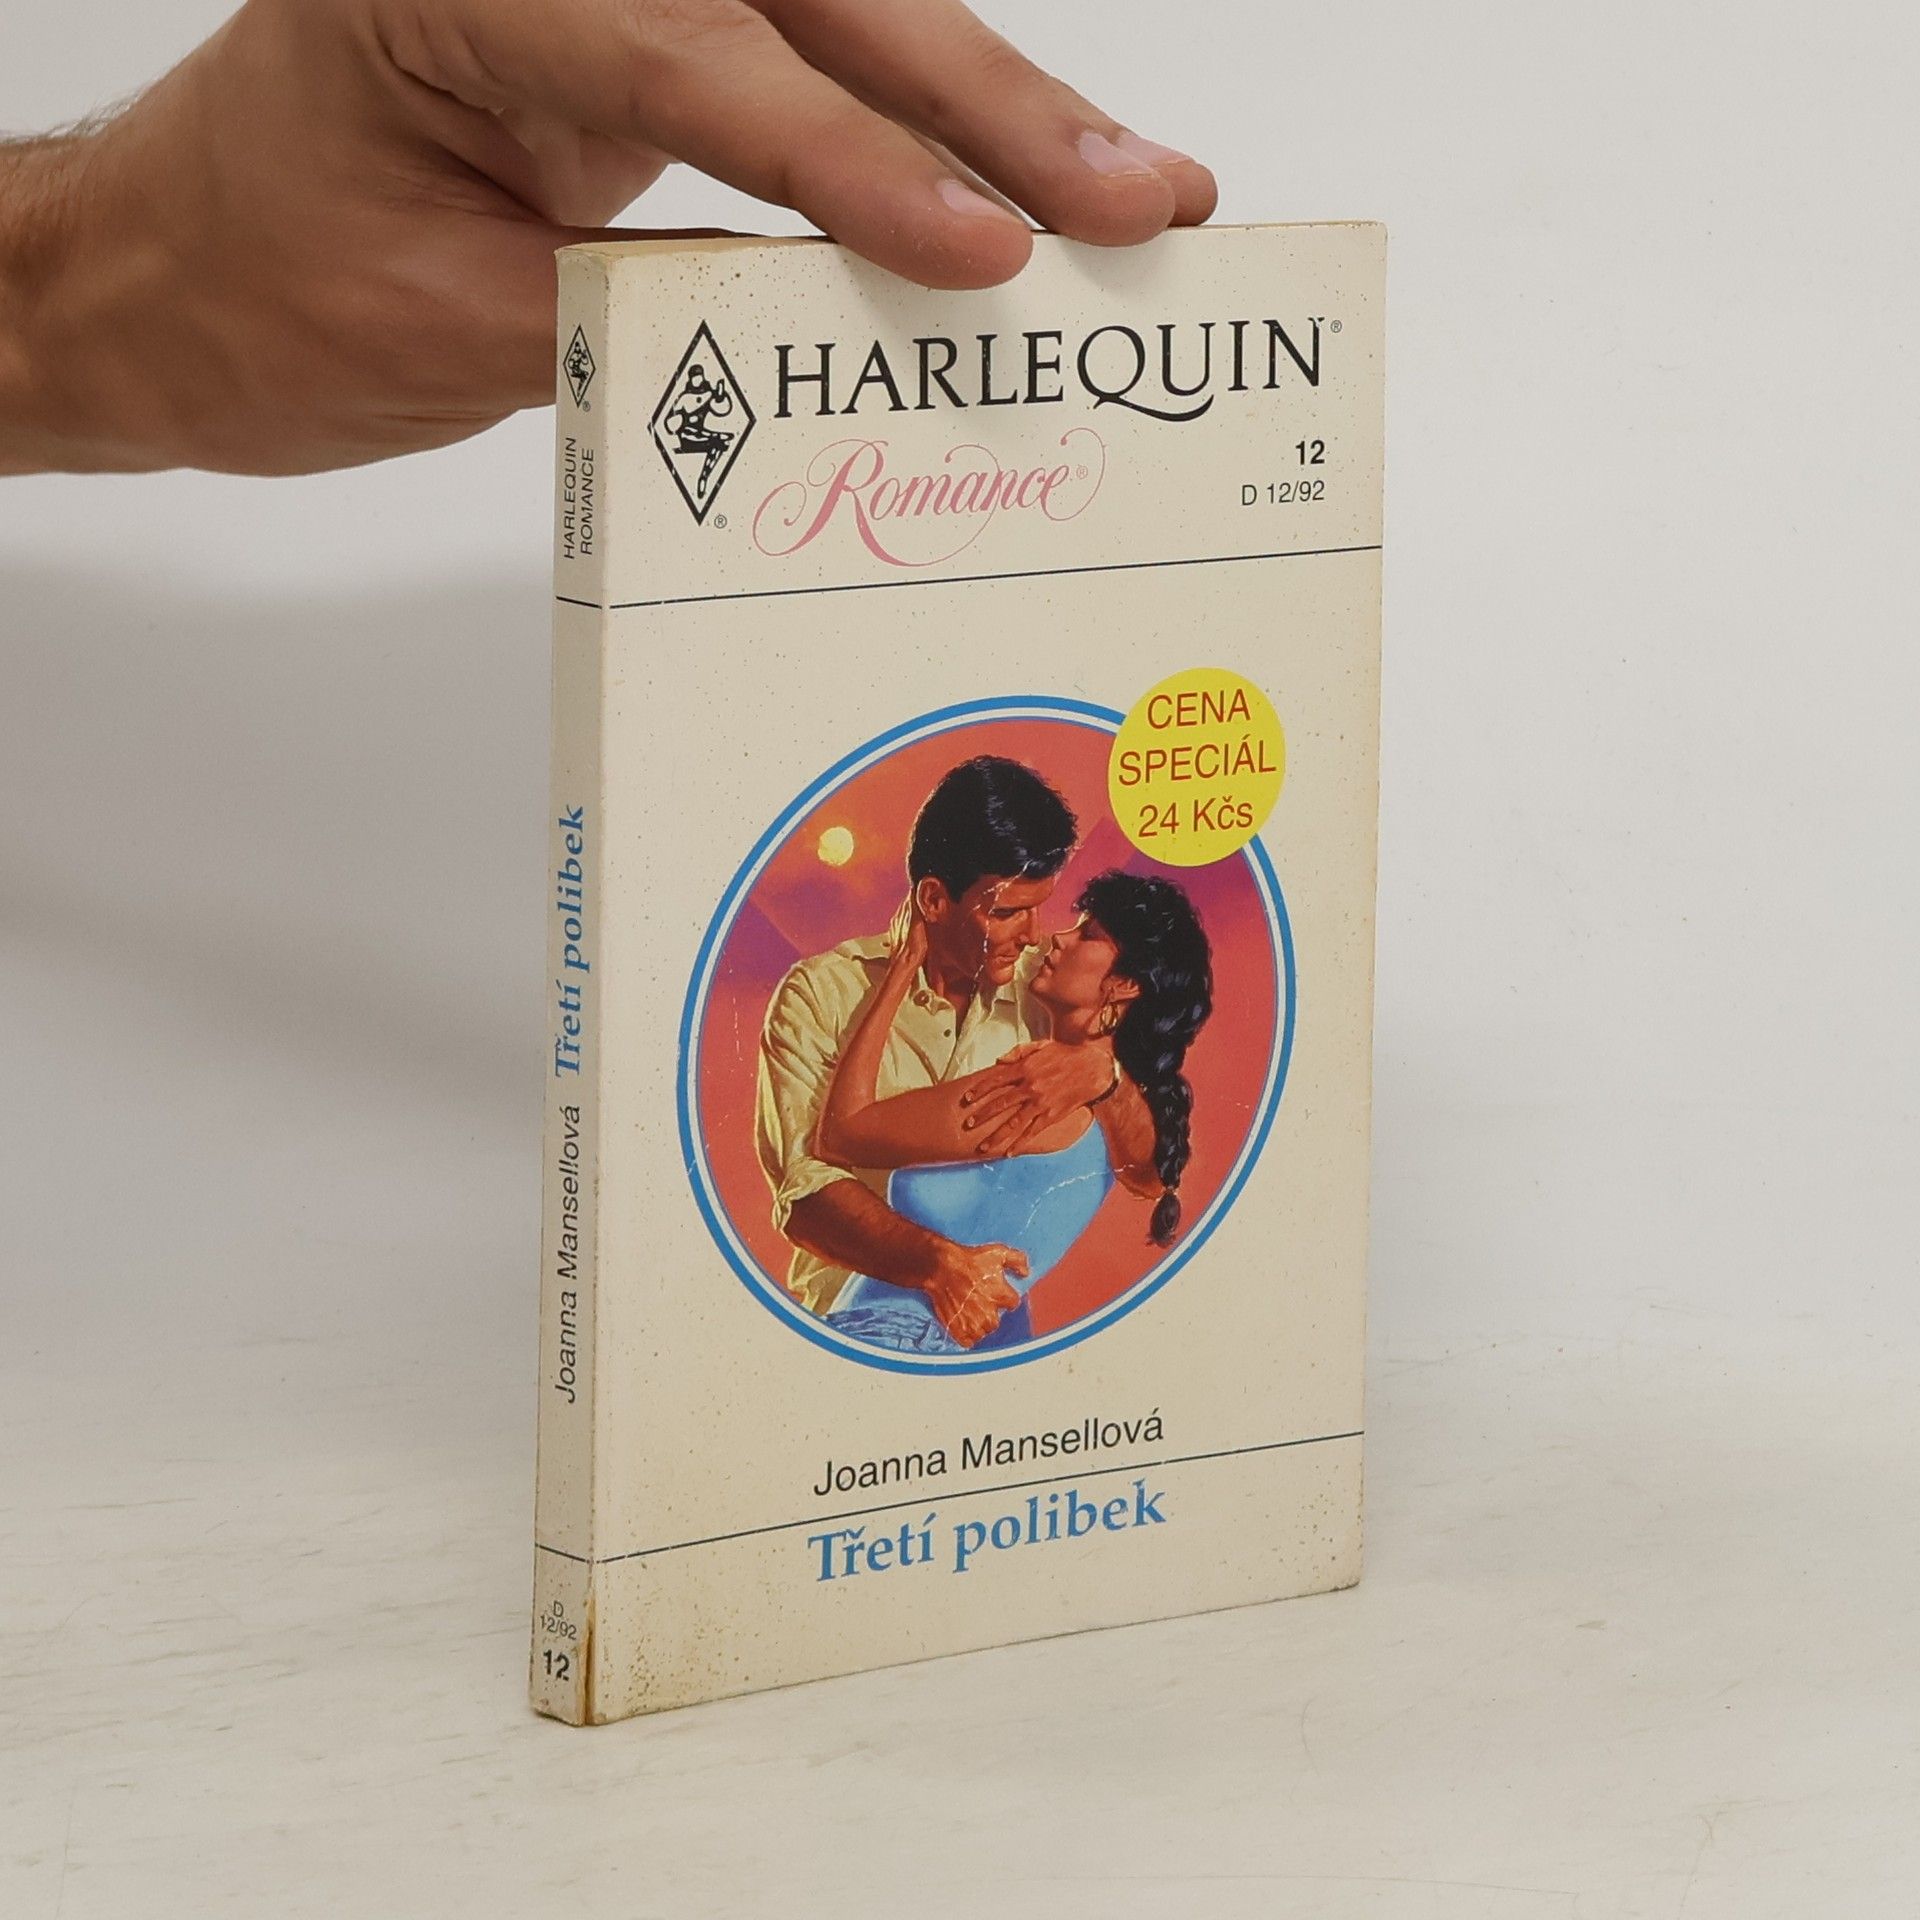 HARLEQUIN®
Romance®
®
12
D 12/92
CENA
SPECIÁL
24 Kčs
Joanna Mansellová
Třetí polibek
®
HARLEQUIN
ROMANCE
Joanna Mansellová Třetí polibek
D
12/92
12